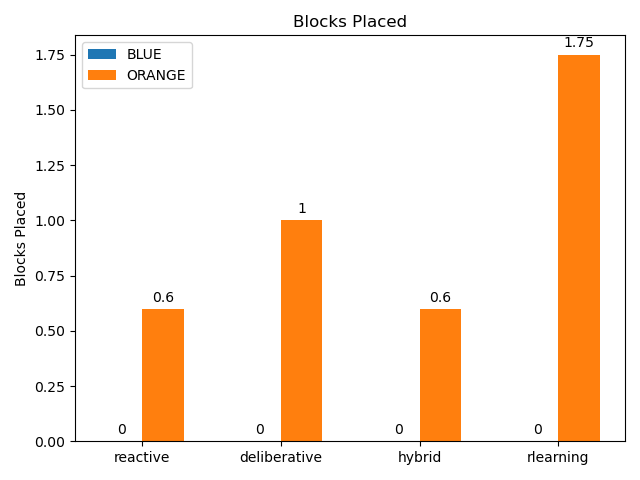 Blocks Placed
BLUE
ORANGE
Blocks Placed
1.75
1.50
1.25
1.00
0.75
0.50
0.25
0.00
0
0.6
0
1
0
0.6
0
1.75
reactive
deliberative
hybrid
rlearning